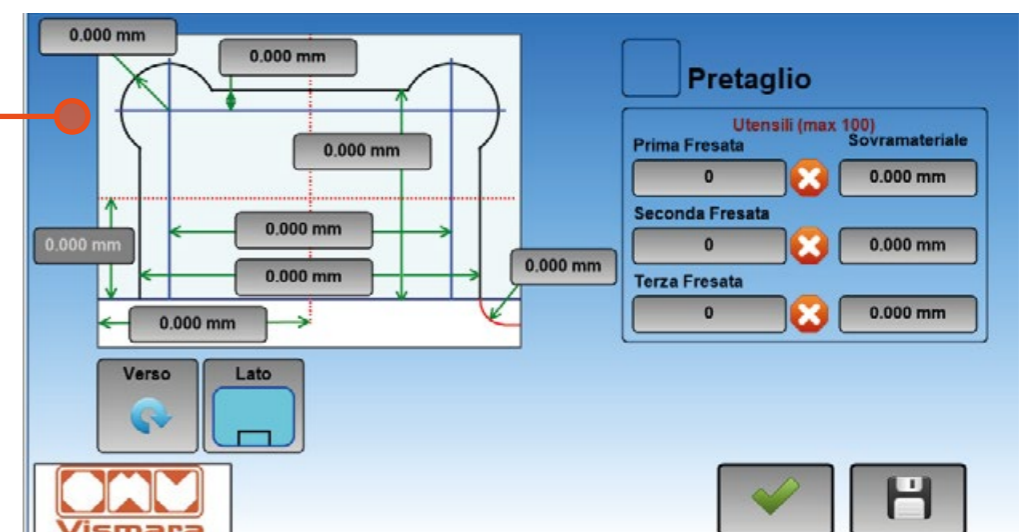 0.000 mm
0.000 mm
0.000 mm
0.000 mm
0.000 mm
0.000 mm
0.000 mm
0.000 mm
Verso
Lato
Vismara
Pretaglio
Utensili (max 100)
Prima Fresata
Sovramateriale
0
0.000 mm
Seconda Fresata
0
0.000 mm
Terza Fresata
0
0.000 mm